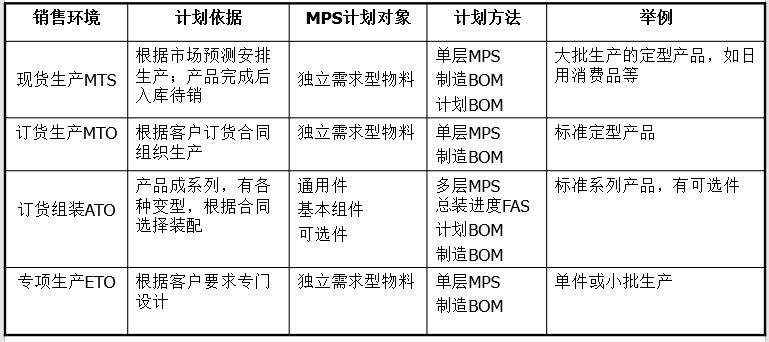 销售环境
计划依据
MPS计划对象
计划方法
举例
现货生产MTS
根据市场预测安排
生产；产品完成后
入库待销
独立需求型物料
单层MPS
制造BOM
计划BOM
大批生产的定型产品，如日
用消费品等
订货生产MTO
根据客户订货合同
组织生产
独立需求型物料
单层MPS
制造BOM
标准定型产品
订货组装ATO
产品成系列，有各
种变型，根据合同
选择装配
通用件
基本组件
可选件
多层MPS
总装进度FAS
计划BOM
制造BOM
标准系列产品，有可选件
专项生产ETO
根据客户要求专门
设计
独立需求型物料
单层MPS
制造BOM
单件或小批生产